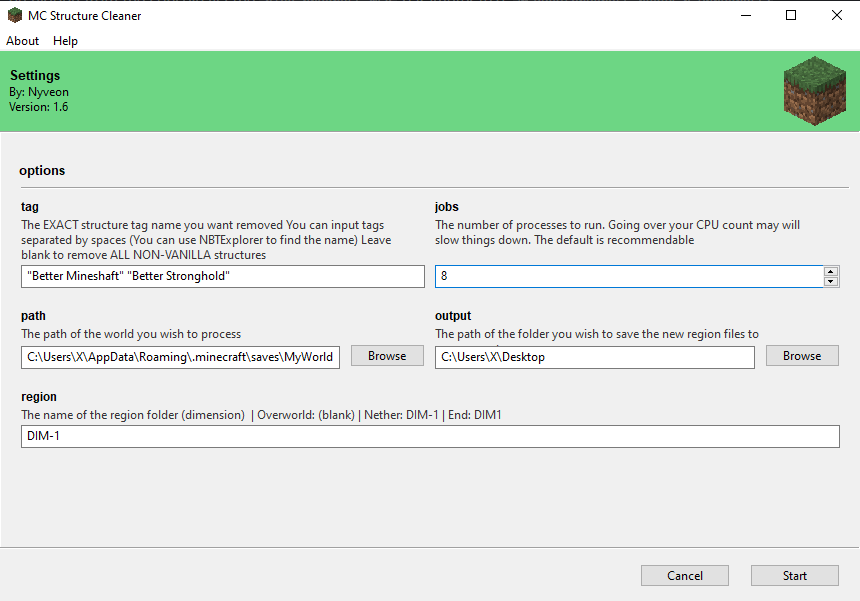 MC Structure Cleaner
About Help
Settings
By: Nyveon
Version: 1.6
options
tag
The EXACT structure tag name you want removed You can input tags
separated by spaces (You can use NBTExplorer to find the name) Leave
blank to remove ALL NON-VANILLA structures
"Better Mineshaft" "Better Stronghold"
jobs
The number of processes to run. Going over your CPU count may will
slow things down. The default is recommendable
8
path
The path of the world you wish to process
C:\Users\X\AppData\Roaming\.minecraft\saves\MyWorld
Browse
output
The path of the folder you wish to save the new region files to
C:\Users\X\Desktop
Browse
region
The name of the region folder (dimension) | Overworld: (blank) | Nether: DIM-1 | End: DIM1
DIM-1
Cancel
Start